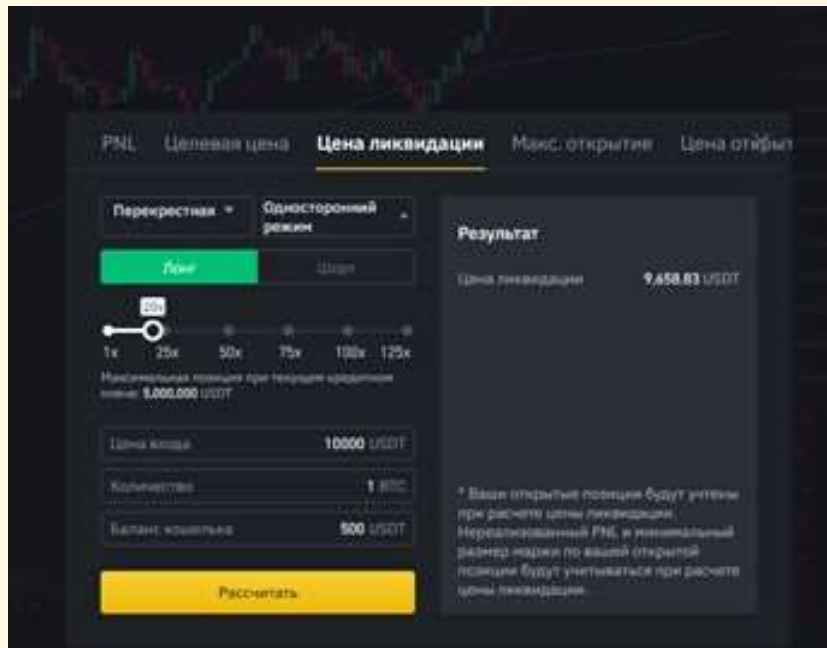 PNL Целевая цена Цена ликвидации Макс. открытие Цена открыт
Перекрестная
Односторонний
режим
Лонг Шорт
20x
1x 25x 50x 75x 100x 125x
Максимальная позиция при текущем кредитном
плече: 5,000,000 USDT
Цена входа 10000 USDT
Количество 1 BTC
Баланс кошелька 500 USDT
Рассчитать
Результат
Цена ликвидации 9,658.83 USDT
* Ваши открытые позиции будут учтены
при расчете цены ликвидации.
Нереализованный PNL и минимальный
размер маржи по вашей открытой
позиции будут учитываться при расчете
цены ликвидации.